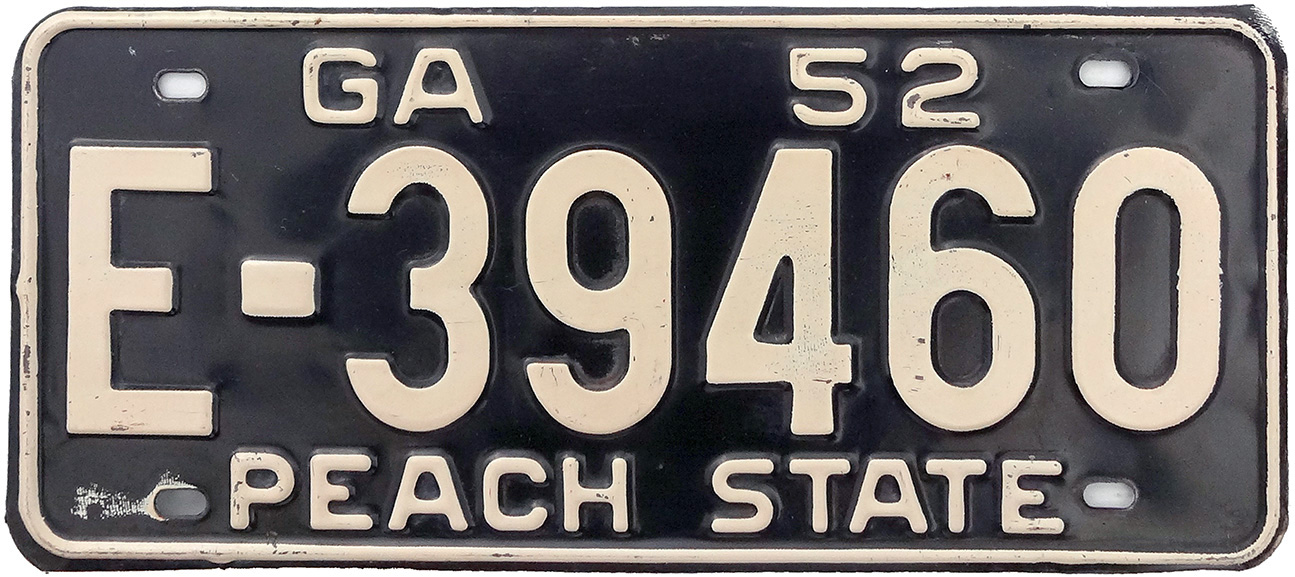 GA 52
E-39460
PEACH STATE